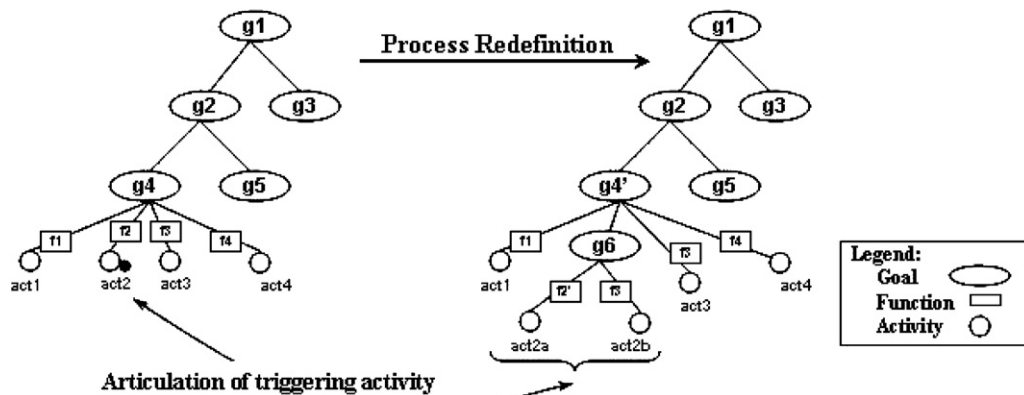 g1
Process Redefinition
g1
g2
g3
g2
g3
g4
g5
g4'
g5
f1
f2
f3
f4
f1
g6
f3
f4
act1
act2
act3
act4
act1
f2'
f3
act3
act4
act2a
act2b
Legend:
Goal
Function
Activity
Articulation of triggering activity